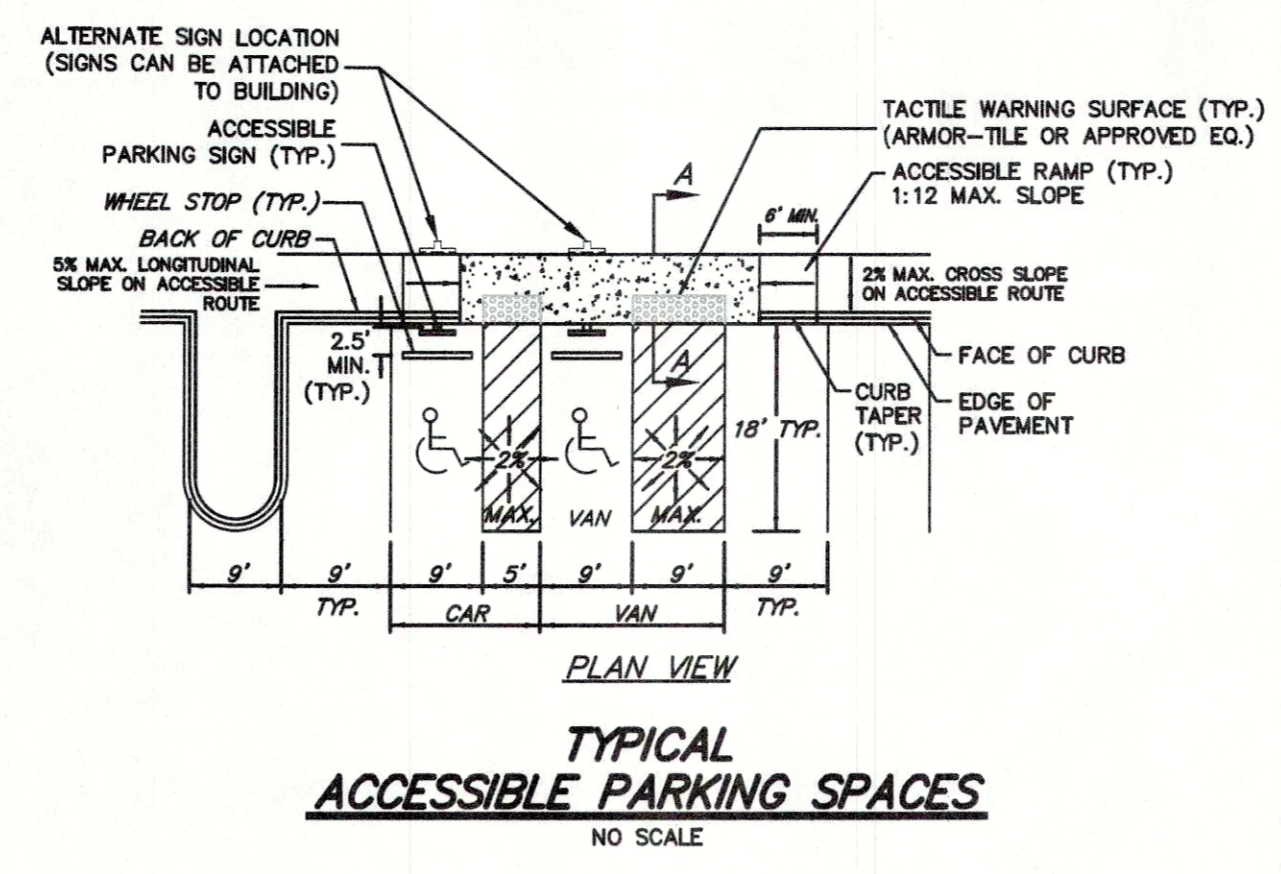 ALTERNATE SIGN LOCATION
(SIGNS CAN BE ATTACHED
TO BUILDING)
ACCESSIBLE
PARKING SIGN (TYP.)
WHEEL STOP (TYP.)
BACK OF CURB
5% MAX. LONGITUDINAL
SLOPE ON ACCESSIBLE
ROUTE
TACTILE WARNING SURFACE (TYP.)
(ARMOR-TILE OR APPROVED EQ.)
ACCESSIBLE RAMP (TYP.)
1:12 MAX. SLOPE
A
6' MIN.
2% MAX. CROSS SLOPE
ON ACCESSIBLE ROUTE
2.5'
MIN.
(TYP.)
A
FACE OF CURB
CURB
TAPER
(TYP.)
EDGE OF
PAVEMENT
18' TYP.
2%
2%
MAX.
VAN
MAX.
9'
9'
9'
5'
9'
9'
9'
TYP.
CAR
VAN
TYP.
PLAN VIEW
TYPICAL
ACCESSIBLE PARKING SPACES
NO SCALE